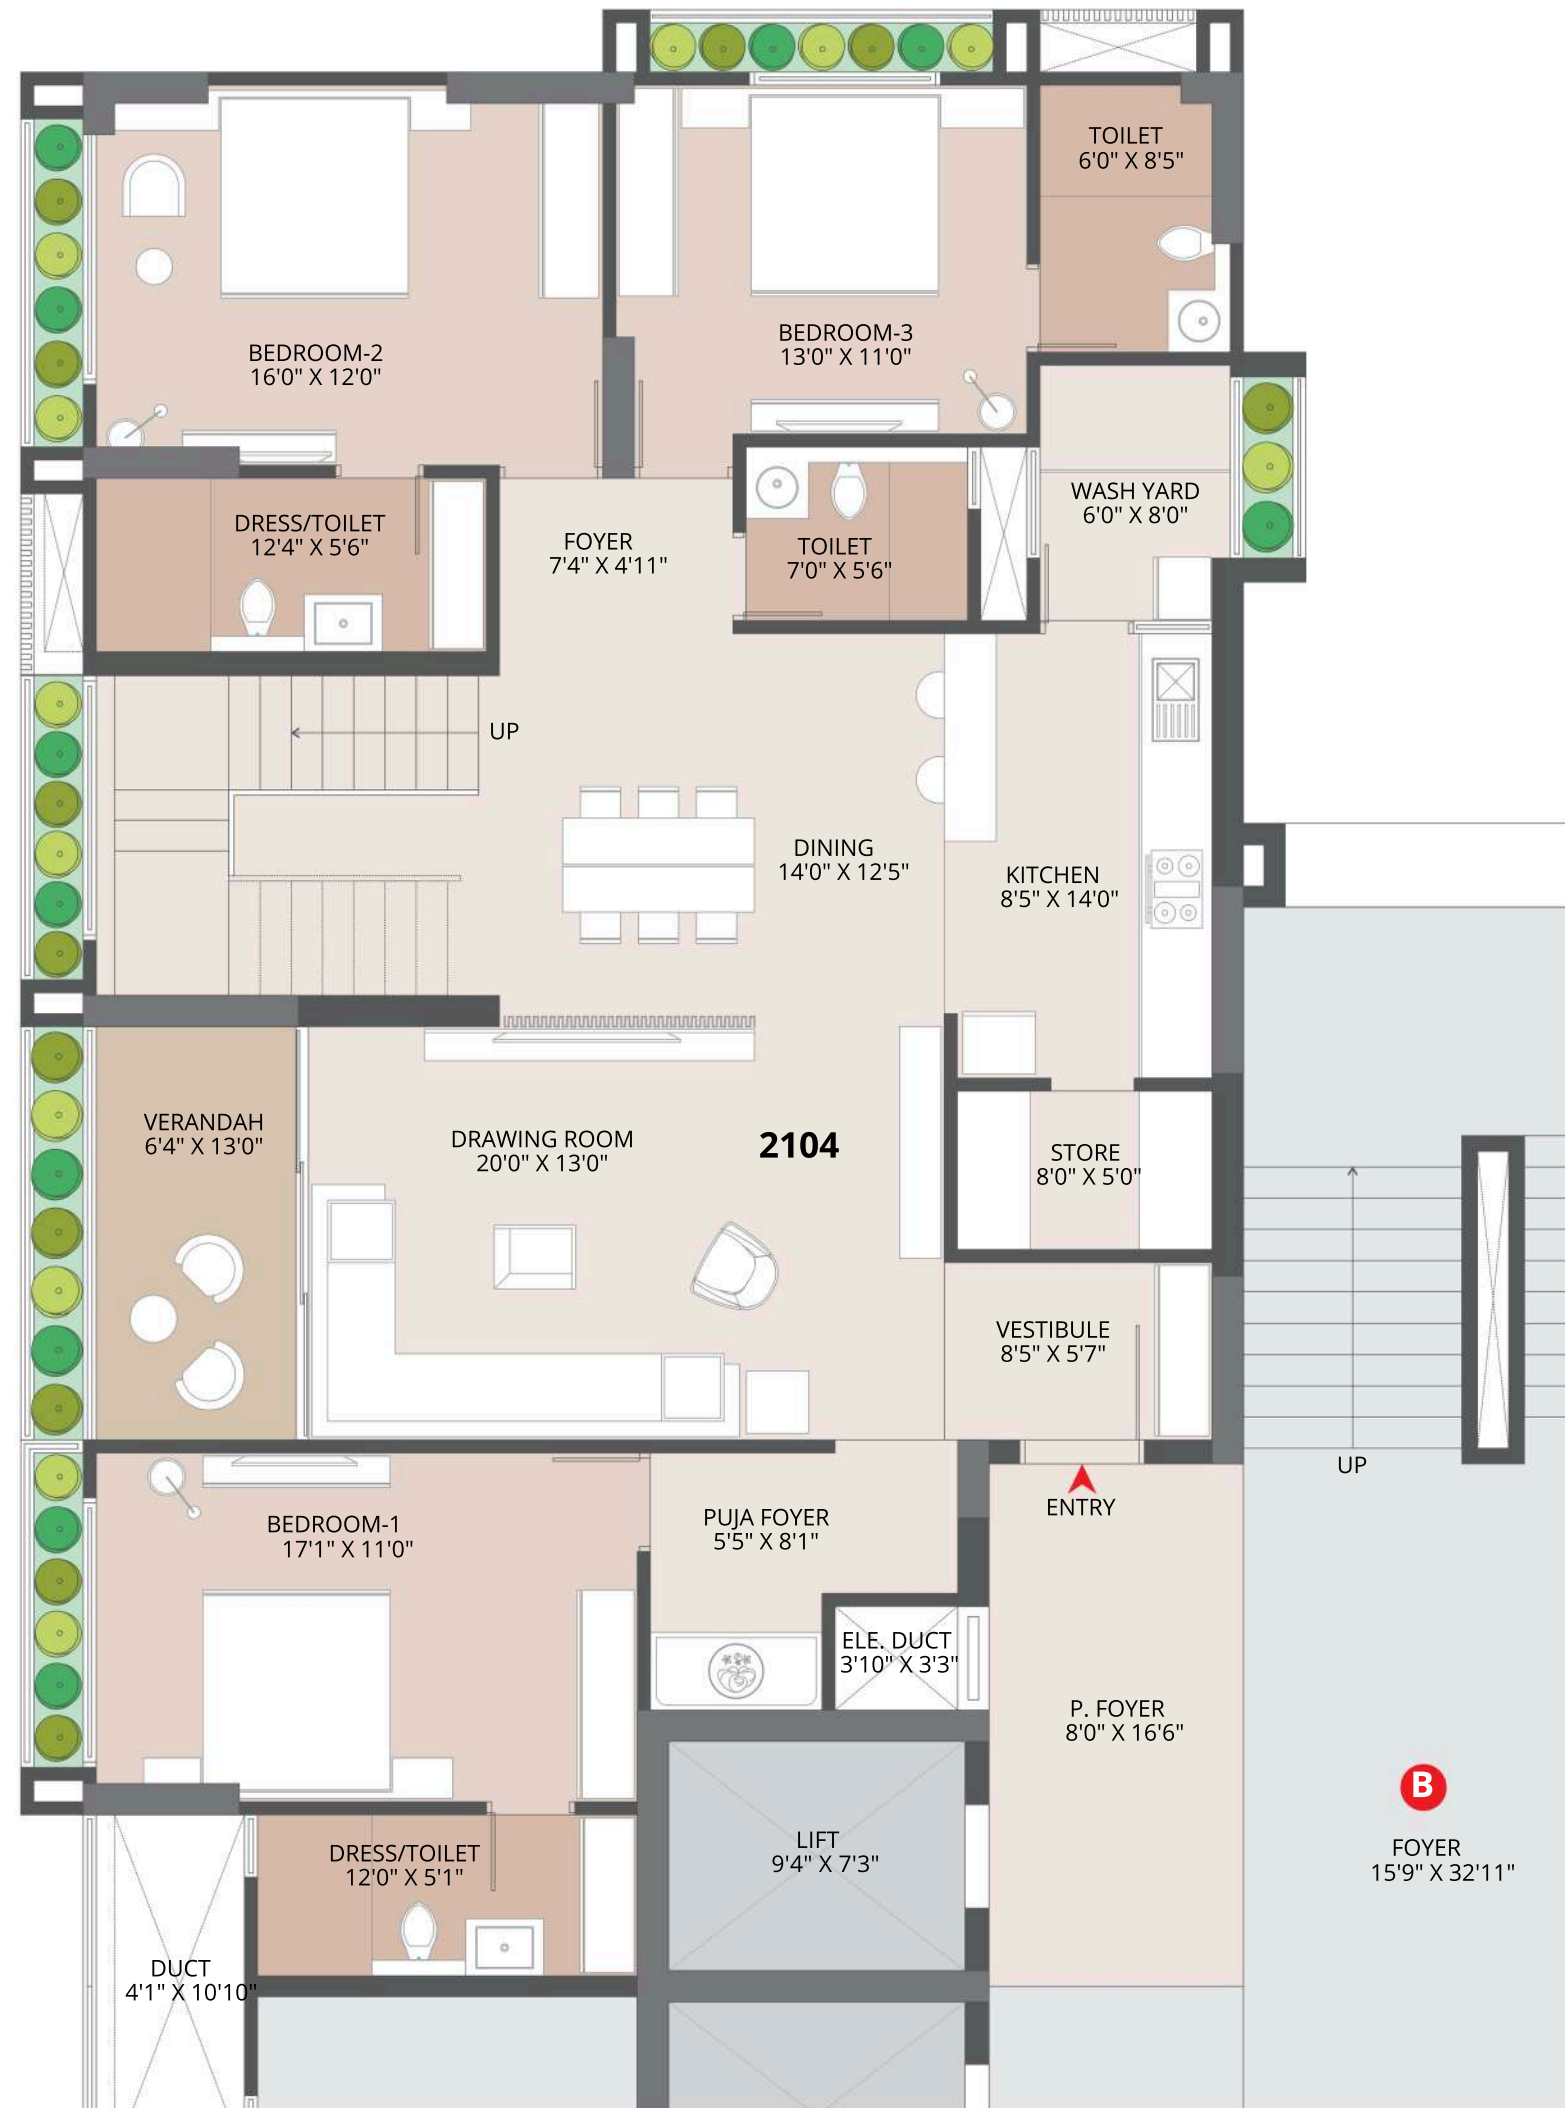 TOILET
6'0" X 8'5"
BEDROOM-2
16'0" X 12'0"
BEDROOM-3
13'0" X 11'0"
WASH YARD
6'0" X 8'0"
DRESS/TOILET
12'4" X 5'6"
FOYER
7'4" X 4'11"
TOILET
7'0" X 5'6"
UP
DINING
14'0" X 12'5"
KITCHEN
8'5" X 14'0"
VERANDAH
6'4" X 13'0"
DRAWING ROOM
20'0" X 13'0"
2104
STORE
8'0" X 5'0"
VESTIBULE
8'5" X 5'7"
UP
ENTRY
BEDROOM-1
17'1" X 11'0"
PUJA FOYER
5'5" X 8'1"
ELE. DUCT
3'10" X 3'3"
P. FOYER
8'0" X 16'6"
B
FOYER
15'9" X 32'11"
LIFT
9'4" X 7'3"
DRESS/TOILET
12'0" X 5'1"
DUCT
4'1" X 10'10"